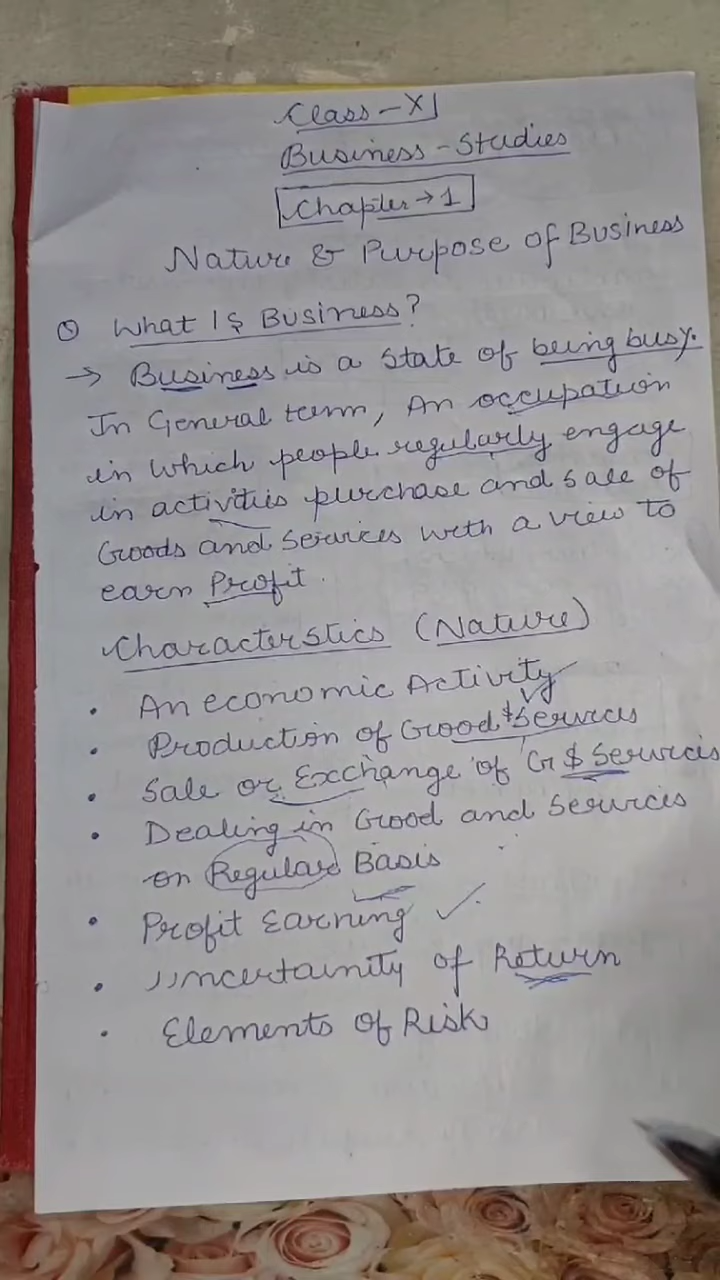 Class-XI
Business-Studies
Chapter→1
Nature & Purpose of Business
What Is Business?
→ Business is a State of being busy.
In General term, An occupation
in which people regularly engage
in activities purchase and sale of
Goods and Services with a view to
earn Profit.
Characterstics (Nature)
• An economic Activity
• Production of Good & Services
• Sale or Exchange of G & Services
• Dealing in Good and Services
on Regular Basis
• Profit Earning ✓
• Uncertainity of Return
• Elements of Risk